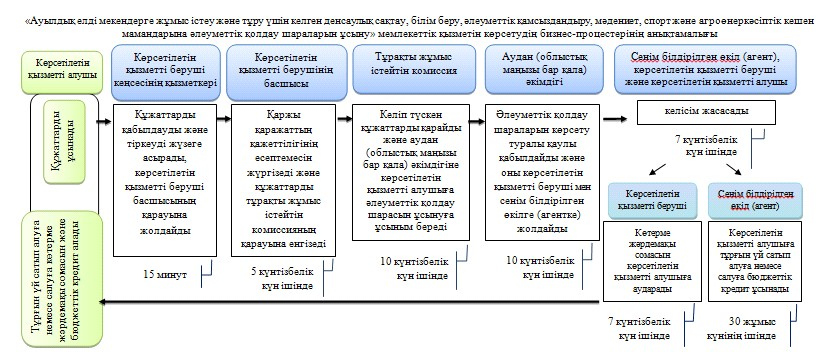 «Ауылдық елді мекендерге жұмыс істеу және тұру үшін келген денсаулық сақтау, білім беру, әлеуметтік қамсыздандыру, мәдениет, спорт және агроөнеркәсіптік кешен
мамандарына әлеуметтік қолдау шараларын ұсыну» мемлекеттік қызметін көрсетудің бизнес-процестерінің анықтамалығы
Көрсетілетін
қызметті алушы
Құжаттарды
ұсынады
Тұрғын үй сатып алуға
немесе салуға көтерме
жәрдемақы сомасын және
бюджеттік кредит алады
Көрсетілетін
қызметті беруші
кеңсесінің қызметкері
Құжаттарды
қабылдауды және
тіркеуді жүзеге
асырады,
көрсетілетін
қызметті беруші
басшысының
қарауына
жолдайды
15 минут
Көрсетілетін
қызметті берушінің
басшысы
Қаржы
қаражаттың
қажеттілігінің
есептемесін
жүргізеді және
құжаттарды
тұрақты жұмыс
істейтін
комиссияның
қарауына енгізеді
5 күнтізбелік
күн ішінде
Тұрақты жұмыс
істейтін комиссия
Келіп түскен
құжаттарды қарайды
және аудан
(облыстық маңызы
бар қала) әкімдігіне
көрсетілетін
қызметті алушыға
әлеуметтік қолдау
шарасын ұсынуға
ұсыным береді
10 күнтізбелік
күн ішінде
Аудан (облыстық
маңызы бар қала)
әкімдігі
Әлеуметтік қолдау
шараларын көрсету
туралы қаулы
қабылдайды және
оны көрсетілетін
қызметті беруші мен
сенім білдірілген
өкілге (агентке)
жолдайды
10 күнтізбелік
күн ішінде
Сенім білдірілген өкіл (агент),
көрсетілетін қызметті беруші
және көрсетілетін қызметті алушы
келісім жасасады
7 күнтізбелік
күн ішінде
Көрсетілетін
қызметті беруші
Көтерме
жәрдемақы
сомасын
көрсетілетін
қызметті алушыға
аударады
7 күнтізбелік
күн ішінде
Сенім білдірілген
өкіл (агент)
Көрсетілетін
қызметті алушыға
тұрғын үй сатып
алуға немесе
салуға бюджеттік
кредит ұсынады
30 жұмыс
күнінің ішінде